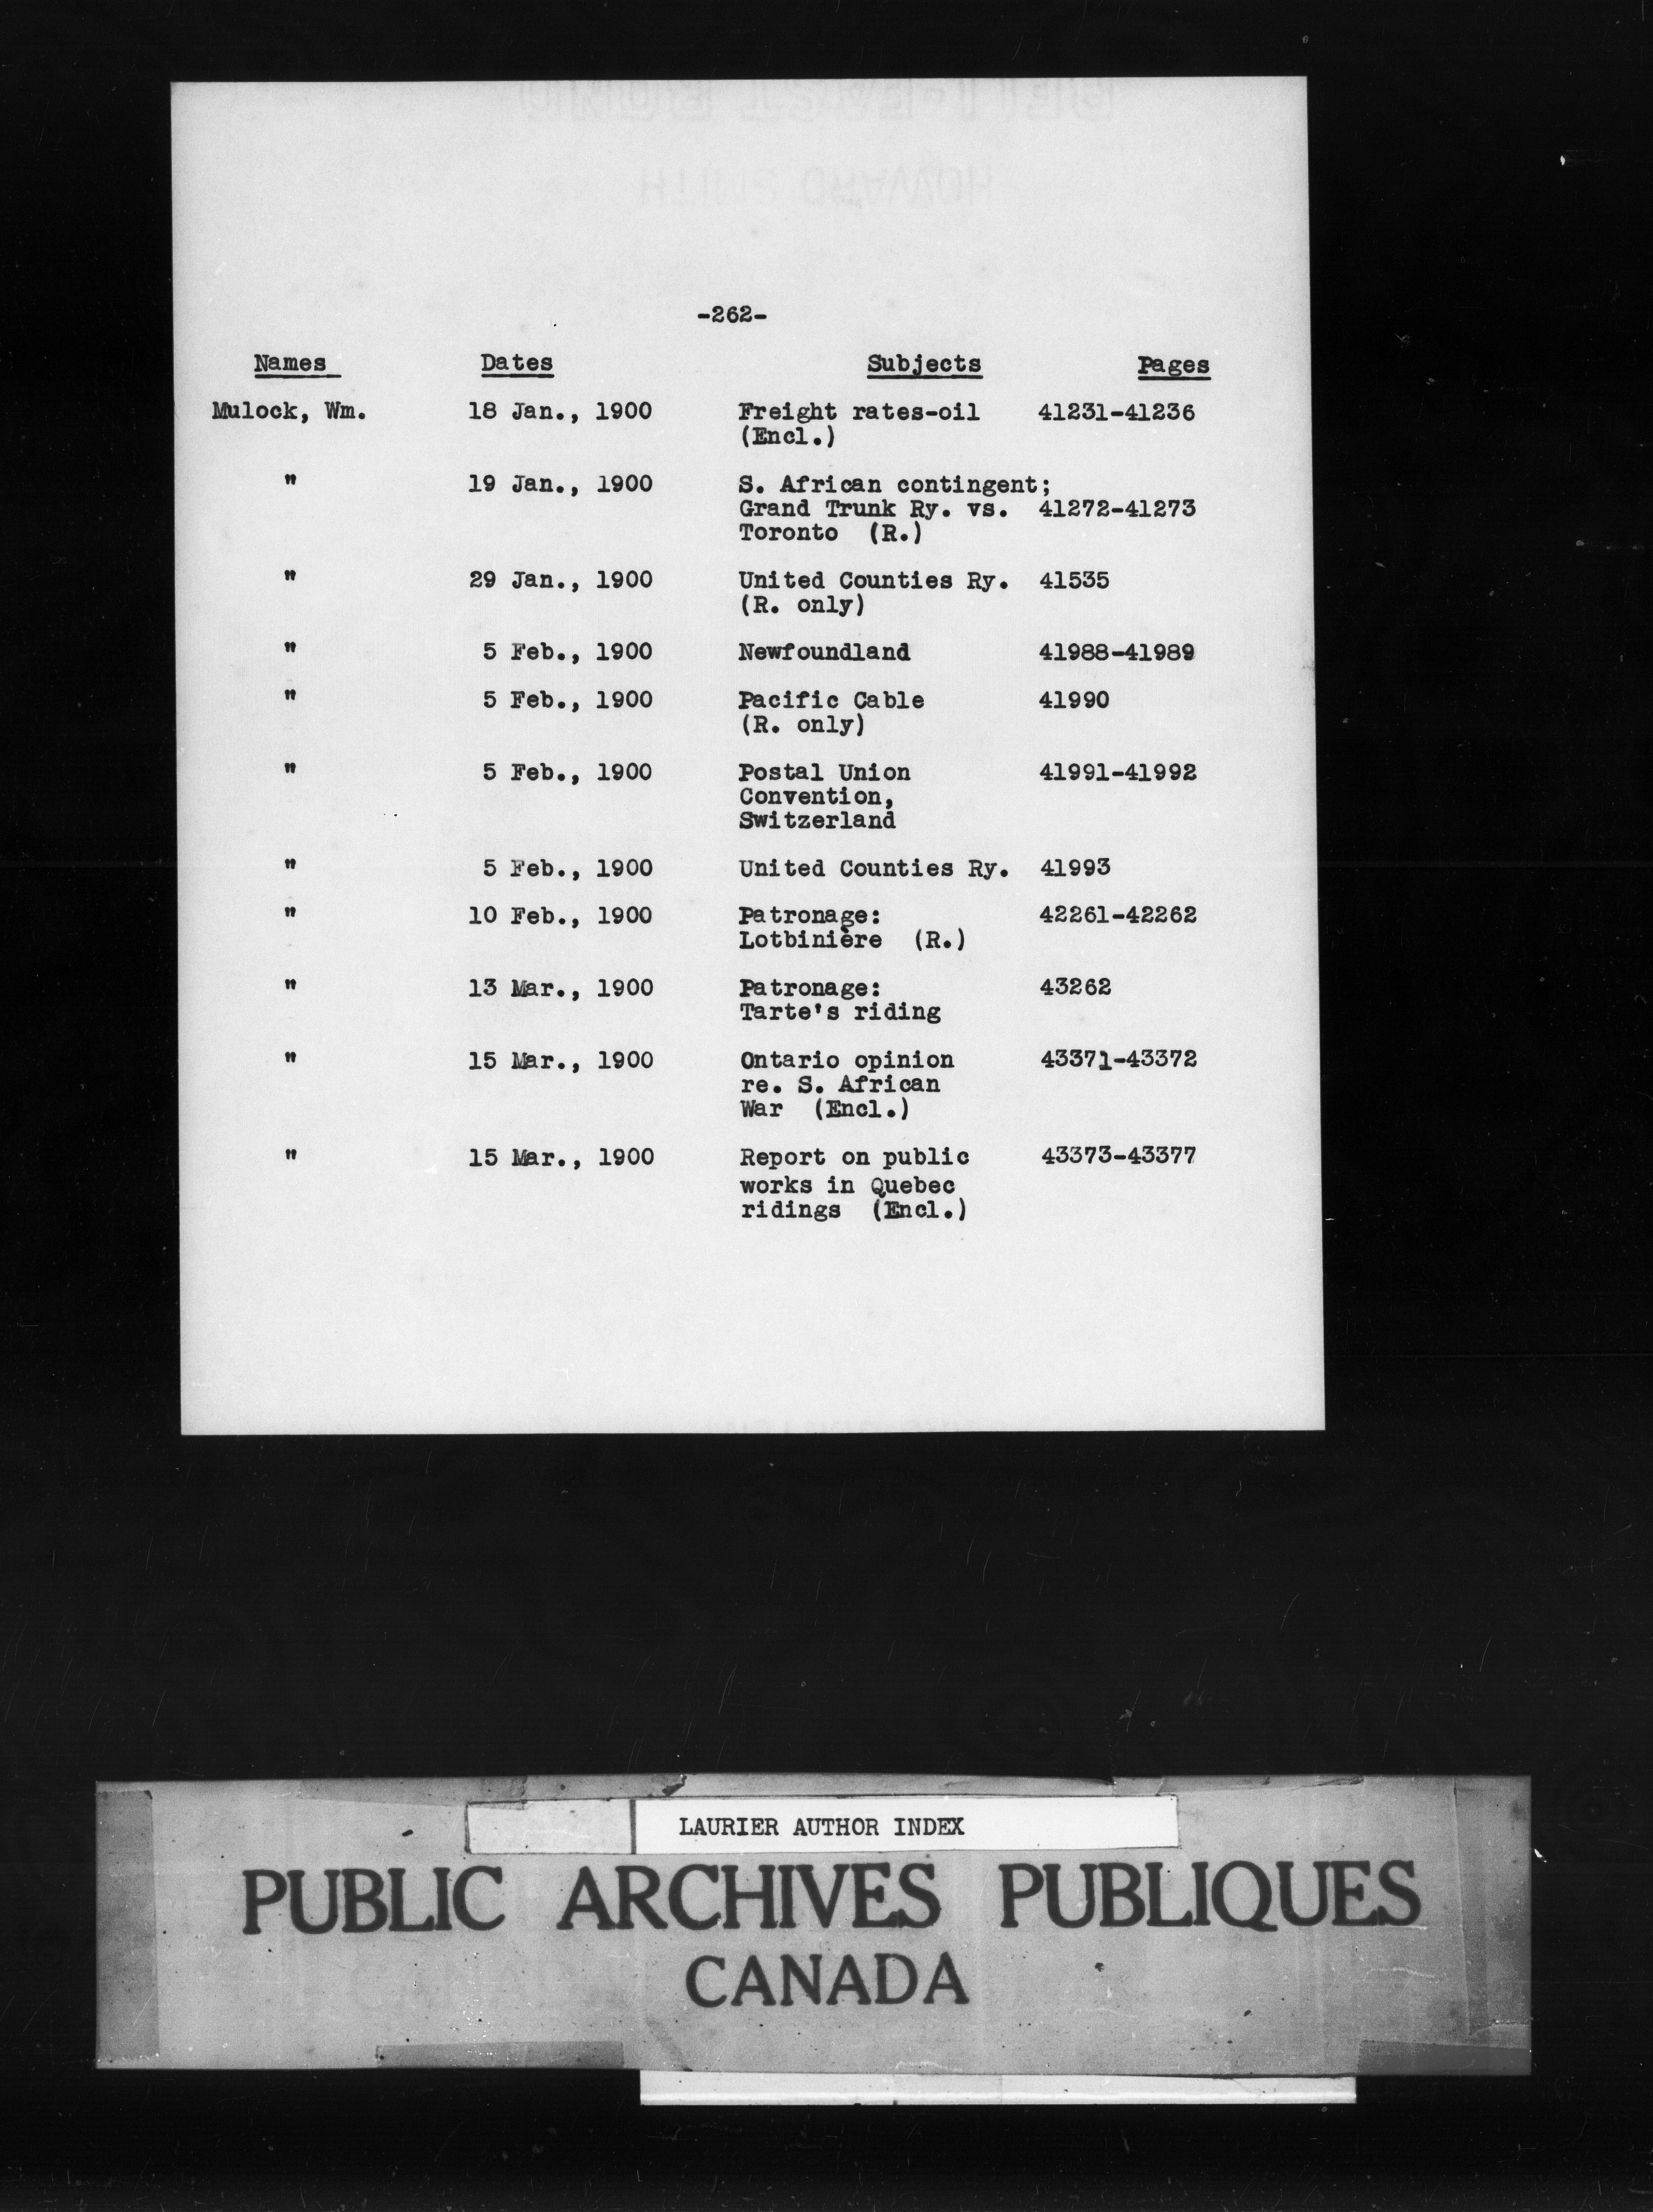 -262-
Names Dates Subjects Pages
Mulock, Wm. 18 Jan., 1900 Freight rates-oil 41231-41236
(Encl.)
" 19 Jan., 1900 S. African contingent;
Grand Trunk Ry. vs. 41272-41273
Toronto (R.)
" 29 Jan., 1900 United Counties Ry. 41535
(R. only)
" 5 Feb., 1900 Newfoundland 41988-41989
" 5 Feb., 1900 Pacific Cable 41990
(R. only)
" 5 Feb., 1900 Postal Union 41991-41992
Convention,
Switzerland
" 5 Feb., 1900 United Counties Ry. 41993
" 10 Feb., 1900 Patronage: 42261-42262
Lotbinière (R.)
" 13 Mar., 1900 Patronage: 43262
Tarte's riding
" 15 Mar., 1900 Ontario opinion 43371-43372
re. S. African
War (Encl.)
" 15 Mar., 1900 Report on public 43373-43377
works in Quebec
ridings (Encl.)
LAURIER AUTHOR INDEX
PUBLIC ARCHIVES PUBLIQUES
CANADA